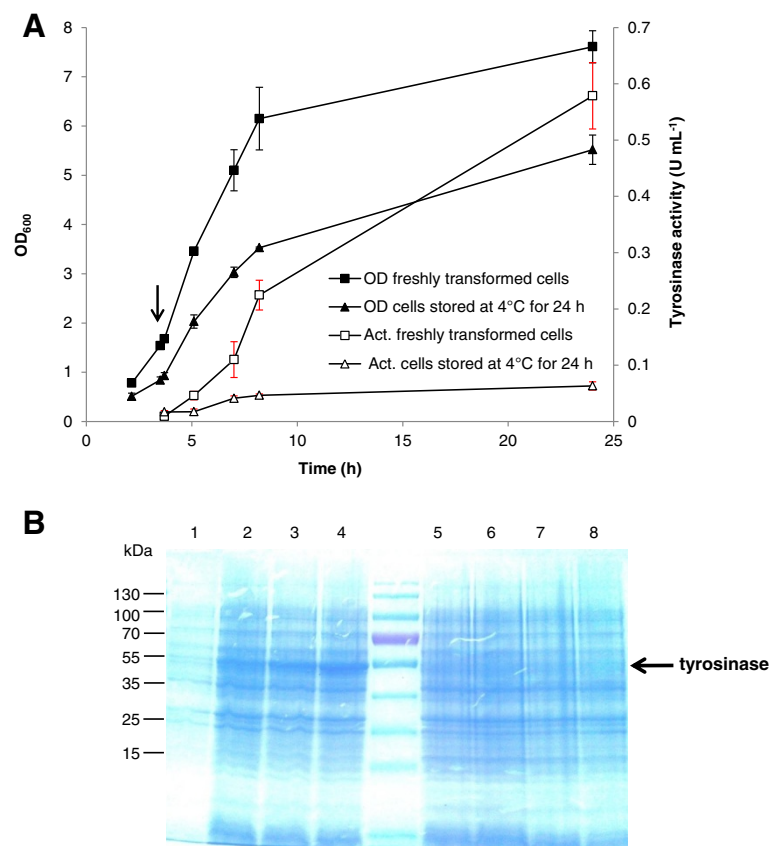 A
8
7
6
5
4
3
2
1
0
OD600
0.7
0.6
0.5
0.4
0.3
0.2
0.1
0
Tyrosinase activity (U mL-1)
OD freshly transformed cells
OD cells stored at 4°C for 24 h
Act. freshly transformed cells
Act. cells stored at 4°C for 24 h
0 5 10 15 20 25
Time (h)
B
1 2 3 4 5 6 7 8
kDa
130
100
70
55
35
25
15
tyrosinase